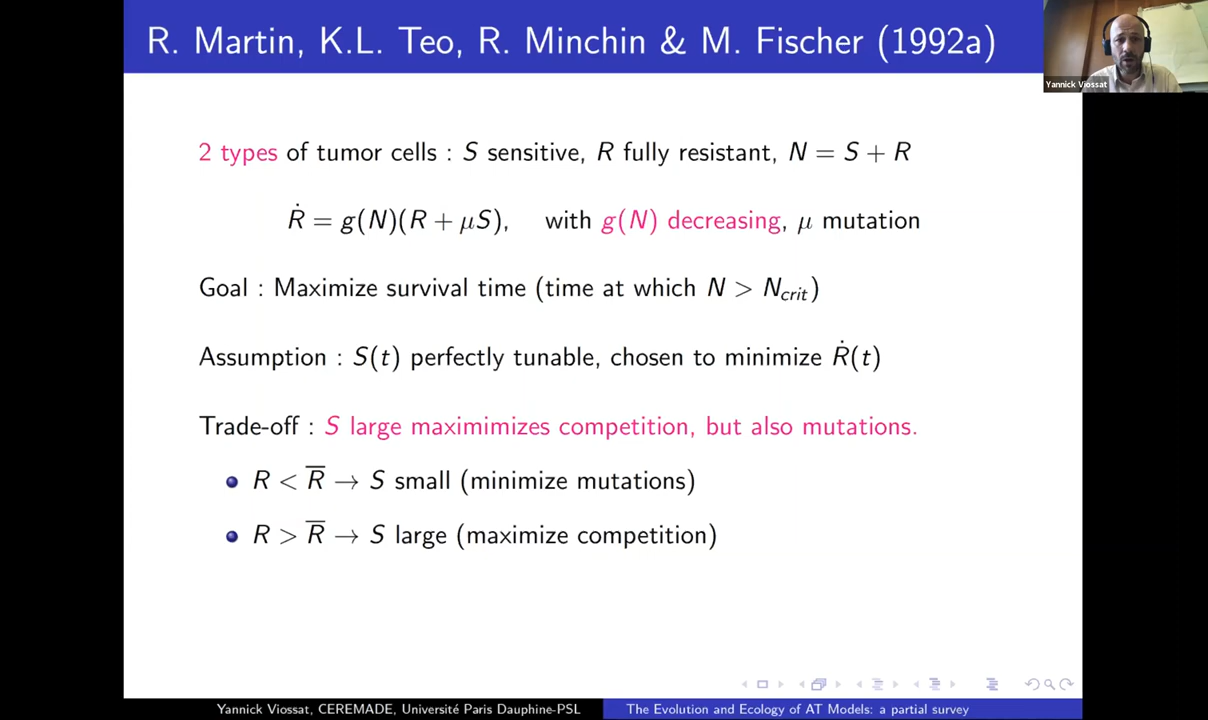 R. Martin, K.L. Teo, R. Minchin & M. Fischer (1992a)
Yannick Viossat
2 types of tumor cells : S sensitive, R fully resistant, N = S + R
Ṙ = g(N)(R + μS), with g(N) decreasing, μ mutation
Goal : Maximize survival time (time at which N > N_crit)
Assumption : S(t) perfectly tunable, chosen to minimize Ṙ(t)
Trade-off : S large maximimizes competition, but also mutations.
R < R̅ → S small (minimize mutations)
R > R̅ → S large (maximize competition)
Yannick Viossat, CEREMADE, Université Paris Dauphine-PSL
The Evolution and Ecology of AT Models: a partial survey